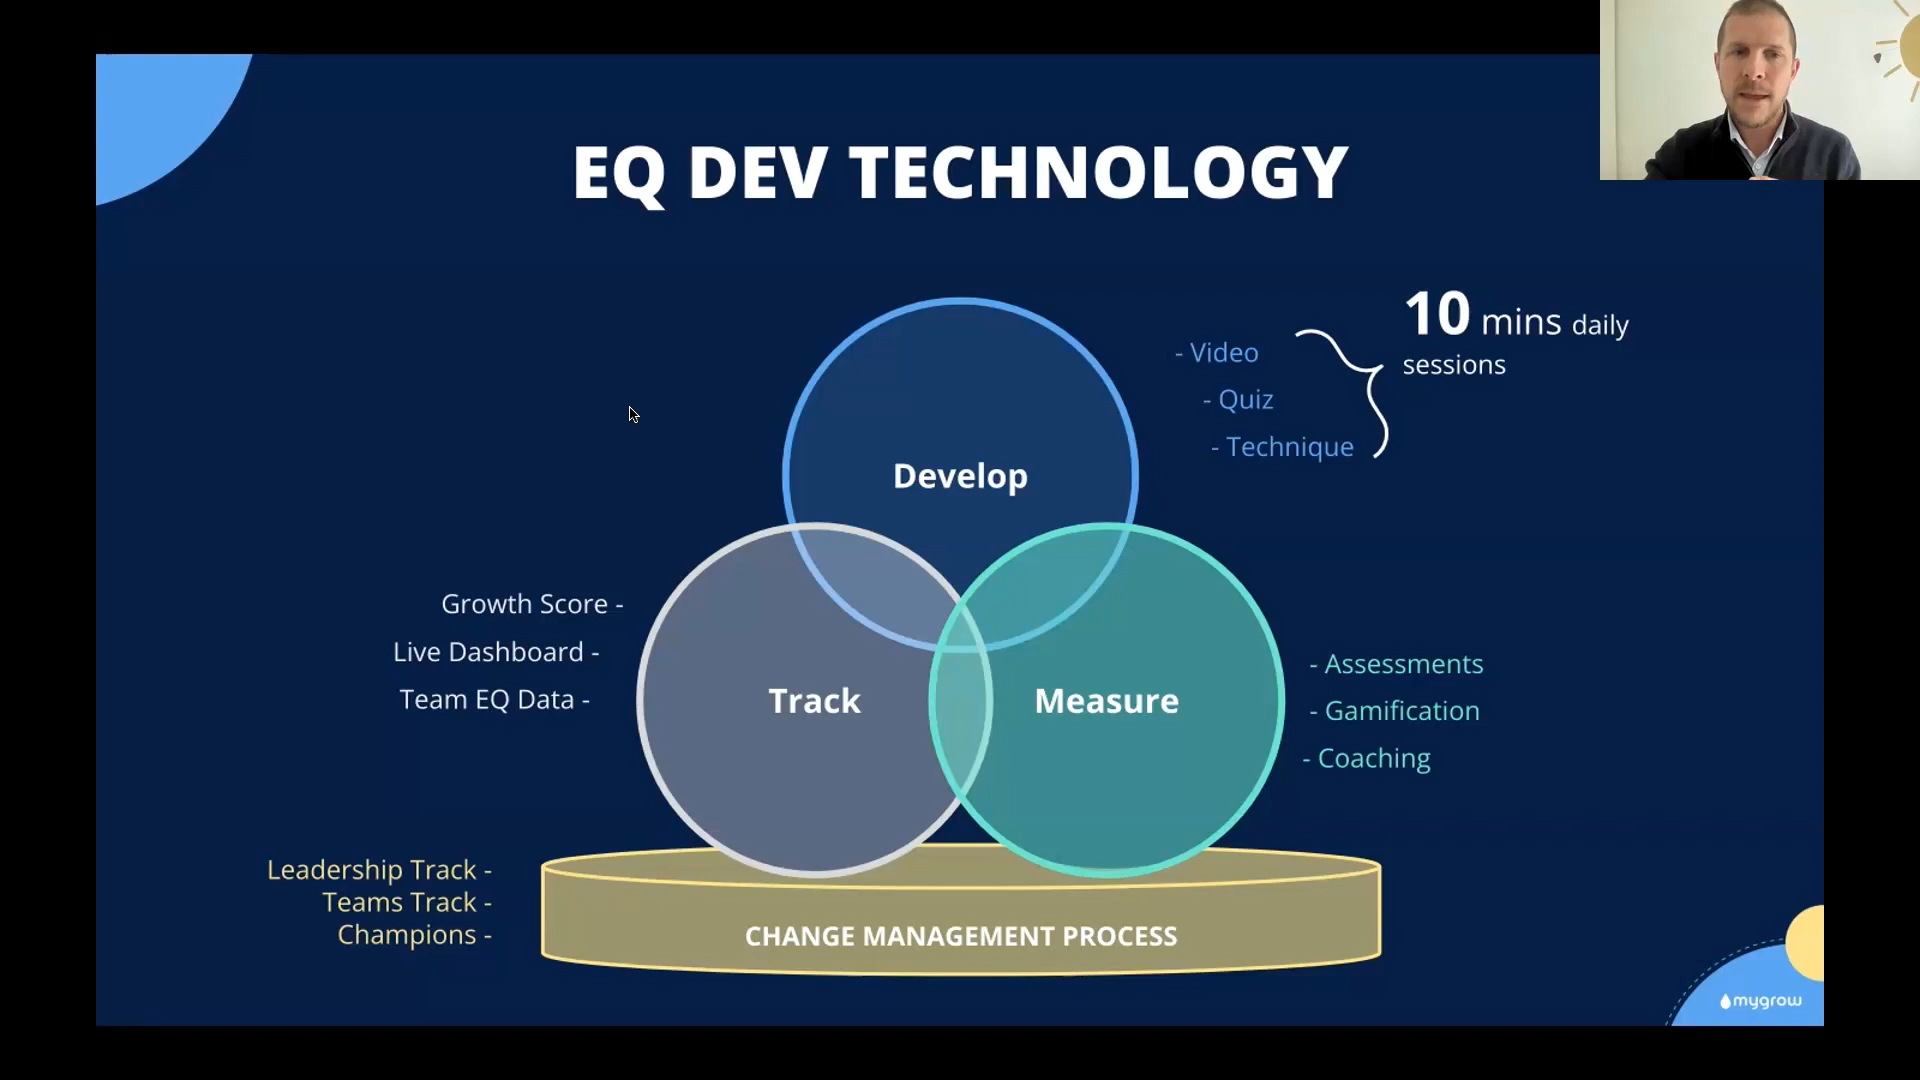 EQ DEV TECHNOLOGY
10 mins daily
sessions
- Video
- Quiz
- Technique
Develop
Growth Score -
Live Dashboard -
Team EQ Data -
Track
Measure
- Assessments
- Gamification
- Coaching
Leadership Track -
Teams Track -
Champions -
CHANGE MANAGEMENT PROCESS
mygrow